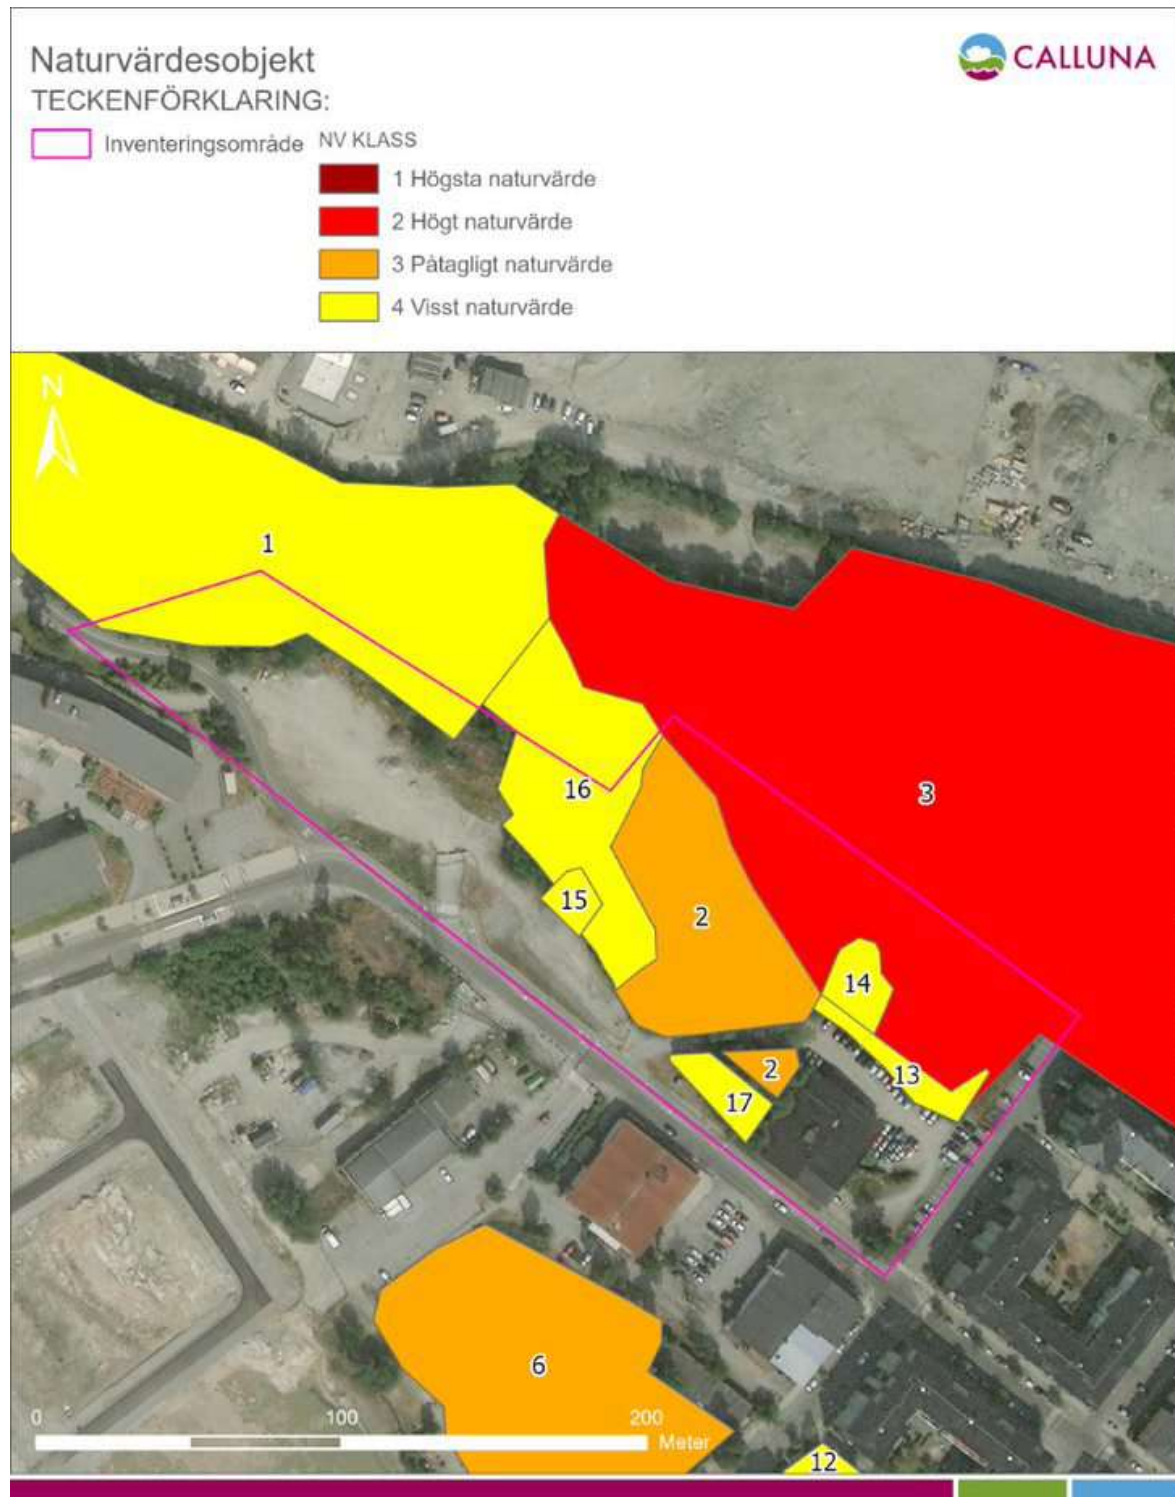 Naturvärdesobjekt
CALLUNA
TECKENFÖRKLARING:
Inventeringsområde
NV KLASS
1 Högsta naturvärde
2 Högt naturvärde
3 Påtagligt naturvärde
4 Visst naturvärde
N
1
3
16
15
2
14
13
2
17
6
0
100
200
Meter
12